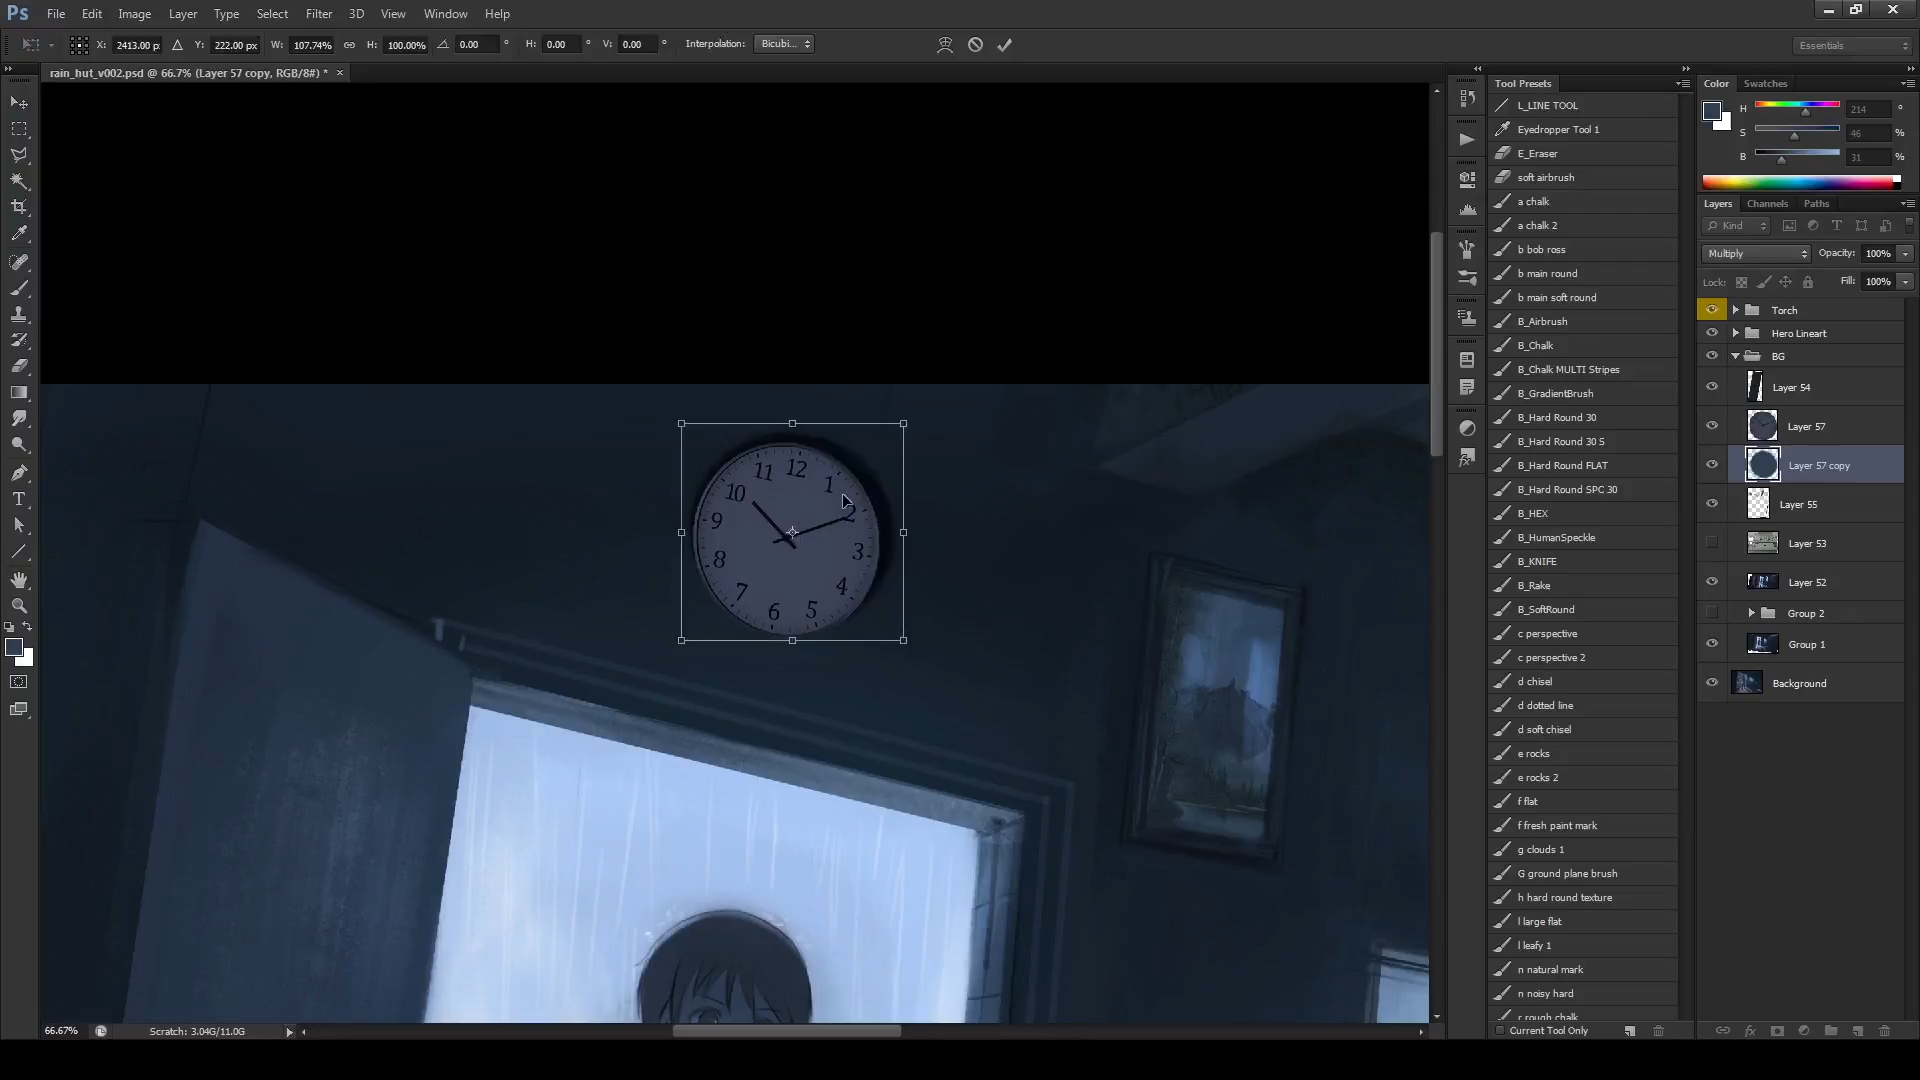 Ps File Edit Image Layer Type Select Filter 3D View Window Help
X: 2413.00 p Y: 222.00 px W: 107.74% H: 100.00% 0.00 ° H: 0.00 ° V: 0.00 ° Interpolation: Bicubi... Essentials
rain_hut_v002.psd @ 66.7% (Layer 57 copy, RGB/8#) * ×
Tool Presets
L_LINE TOOL
Eyedropper Tool 1
E_Eraser
soft airbrush
a chalk
a chalk 2
b bob ross
b main round
b main soft round
B_Airbrush
B_Chalk
B_Chalk MULTI Stripes
B_GradientBrush
B_Hard Round 30
B_Hard Round 30 S
B_Hard Round FLAT
B_Hard Round SPC 30
B_HEX
B_HumanSpeckle
B_KNIFE
B_Rake
B_SoftRound
c perspective
c perspective 2
d chisel
d dotted line
d soft chisel
e rocks
e rocks 2
f flat
f fresh paint mark
g clouds 1
G ground plane brush
h hard round texture
l large flat
l leafy 1
n natural mark
n noisy hard
r rough chalk
Current Tool Only
Color Swatches
H 214 °
S 46 %
B 31 %
Layers Channels Paths
Kind
Multiply Opacity: 100%
Lock: Fill: 100%
Torch
Hero Lineart
BG
Layer 54
Layer 57
Layer 57 copy
Layer 55
Layer 53
Layer 52
Group 2
Group 1
Background
12
11
1
10
2
9
3
8
4
7
5
6
66.67% Scratch: 3.04G/11.0G